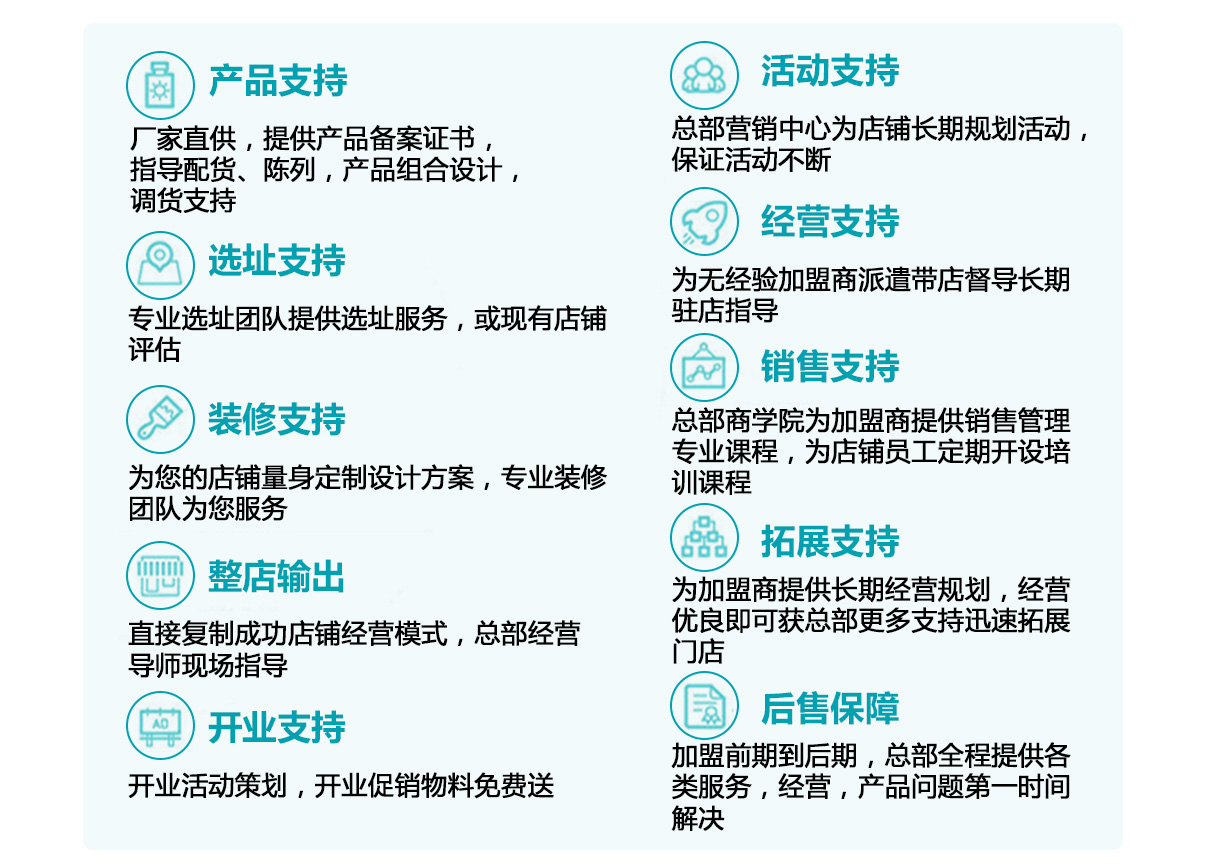 产品支持
厂家直供，提供产品备案证书，
指导配货、陈列，产品组合设计，
调货支持
选址支持
专业选址团队提供选址服务，或现有店铺
评估
装修支持
为您的店铺量身定制设计方案，专业装修
团队为您服务
整店输出
直接复制成功店铺经营模式，总部经营
导师现场指导
AD
开业支持
开业活动策划，开业促销物料免费送
活动支持
总部营销中心为店铺长期规划活动，
保证活动不断
经营支持
为无经验加盟商派遣带店督导长期
驻店指导
销售支持
总部商学院为加盟商提供销售管理
专业课程，为店铺员工定期开设培
训课程
拓展支持
为加盟商提供长期经营规划，经营
优良即可获总部更多支持迅速拓展
门店
后售保障
加盟前期到后期，总部全程提供各
类服务，经营，产品问题第一时间
解决